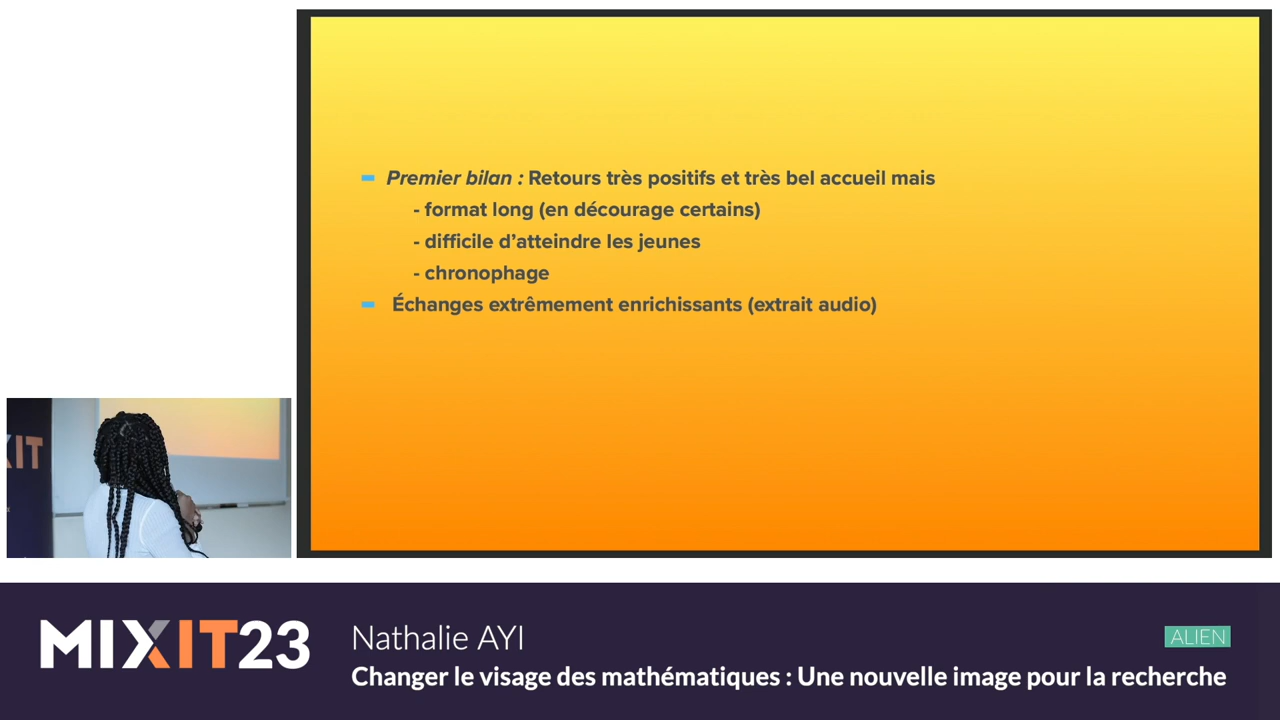 Premier bilan : Retours très positifs et très bel accueil mais
- format long (en décourage certains)
- difficile d’atteindre les jeunes
- chronophage
Échanges extrêmement enrichissants (extrait audio)
XIT
MIXIT23
Nathalie AYI
ALIEN
Changer le visage des mathématiques : Une nouvelle image pour la recherche